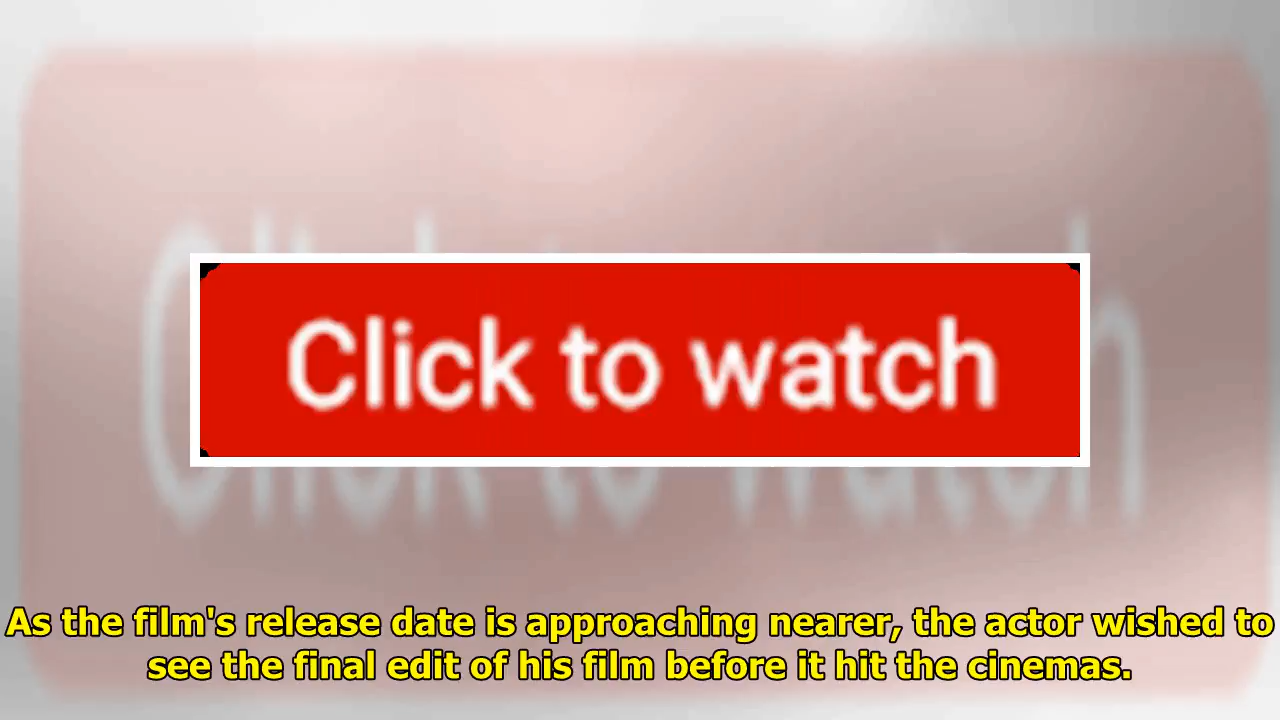 Click to watch
As the film's release date is approaching nearer, the actor wished to
see the final edit of his film before it hit the cinemas.